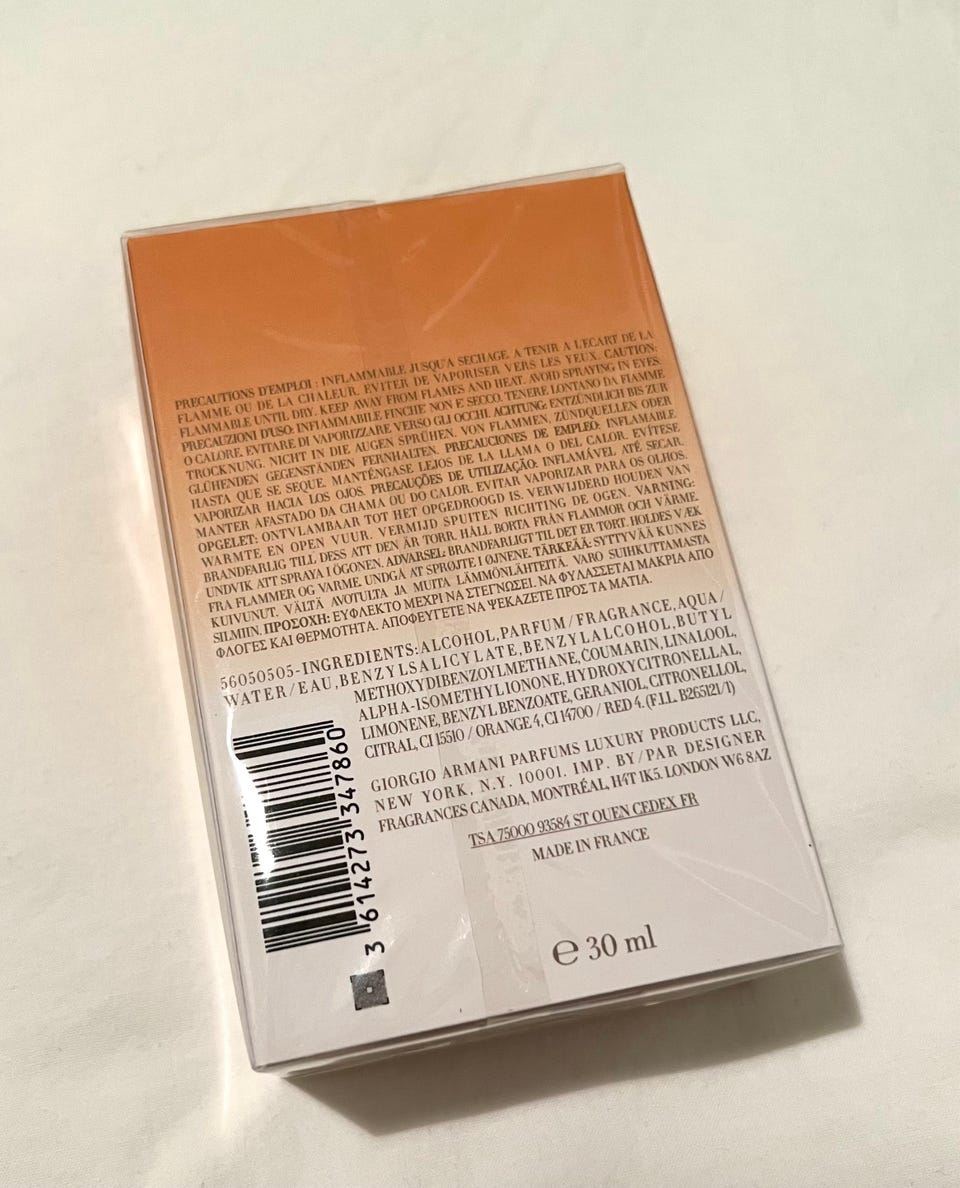 PRECAUTIONS D'EMPLOI : INFLAMMABLE JUSQU'A SECHAGE. A TENIR A L'ECART DE LA
FLAMME OU DE LA CHALEUR. EVITER DE VAPORISER VERS LES YEUX. CAUTION:
FLAMMABLE UNTIL DRY. KEEP AWAY FROM FLAMES AND HEAT. AVOID SPRAYING IN EYES.
PRECAUZIONI D'USO: INFIAMMABILE FINCHE' NON E SECCO. TENERE LONTANO DA FIAMME
O CALORE. EVITARE DI VAPORIZZARE VERSO GLI OCCHI. ACHTUNG: ENTZÜNDLICH BIS ZUR
TROCKNUNG. NICHT IN DIE AUGEN SPRÜHEN. VON FLAMMEN, ZÜNDQUELLEN ODER
GLÜHENDEN GEGENSTÄNDEN FERNHALTEN. PRECAUCIONES DE EMPLEO: INFLAMABLE
HASTA QUE SE SEQUE. MANTÉNGASE LEJOS DE LA LLAMA O DEL CALOR. EVÍTESE
VAPORIZAR HACIA LOS OJOS. PRECAUÇÕES DE UTILIZAÇÃO: INFLAMÁVEL ATÉ SECAR.
MANTER AFASTADO DA CHAMA OU DO CALOR. EVITAR VAPORIZAR PARA OS OLHOS.
OPGELET: ONTVLAMBAAR TOT HET OPGEDROOGD IS. VERWIJDERD HOUDEN VAN
WARMTE EN OPEN VUUR. VERMIJD SPUITEN RICHTING DE OGEN. VARNING:
BRANDFARLIG TILL DESS ATT DEN ÄR TORR. HÅLL BORTA FRÅN FLAMMOR OCH VÄRME.
UNDVIK ATT SPRAYA I ÖGONEN. ADVARSEL: BRANDFARLIGT TIL DET ER TØRT. HOLDES VÆK
FRA FLAMMER OG VARME. UNDGÅ AT SPRØJTE I ØJNENE. TÄRKEÄÄ: SYTTYVÄÄ KUNNES
KUIVUNUT. VÄLTÄ AVOTULTA JA MUITA LÄMMÖNLÄHTEITÄ. VARO SUIHKUTTAMASTA
SILMIIN. ΠΡΟΣΟΧΗ: ΕΥΦΛΕΚΤΟ ΜΕΧΡΙ ΝΑ ΣΤΕΓΝΩΣΕΙ. ΝΑ ΦΥΛΑΣΣΕΤΑΙ ΜΑΚΡΙΑ ΑΠΟ
ΦΛΟΓΕΣ ΚΑΙ ΘΕΡΜΟΤΗΤΑ. ΑΠΟΦΕΥΓΕΤΕ ΝΑ ΨΕΚΑΖΕΤΕ ΠΡΟΣ ΤΑ ΜΑΤΙΑ.
56050505-INGREDIENTS: ALCOHOL, PARFUM / FRAGRANCE, AQUA /
WATER / EAU, BENZYL SALICYLATE, BENZYL ALCOHOL, BUTYL
METHOXYDIBENZOYLMETHANE, COUMARIN, LINALOOL,
ALPHA-ISOMETHYL IONONE, HYDROXYCITRONELLAL,
LIMONENE, BENZYL BENZOATE, GERANIOL, CITRONELLOL,
CITRAL, CI 15510 / ORANGE 4, CI 14700 / RED 4. (F.I.L. B265121/1)
GIORGIO ARMANI PARFUMS LUXURY PRODUCTS LLC,
NEW YORK, N.Y. 10001. IMP. BY / PAR DESIGNER
FRAGRANCES CANADA, MONTRÉAL, H4T 1K5. LONDON W6 8AZ
TSA 75000 93584 ST OUEN CEDEX FR
MADE IN FRANCE
3 614273 347860
℮ 30 ml